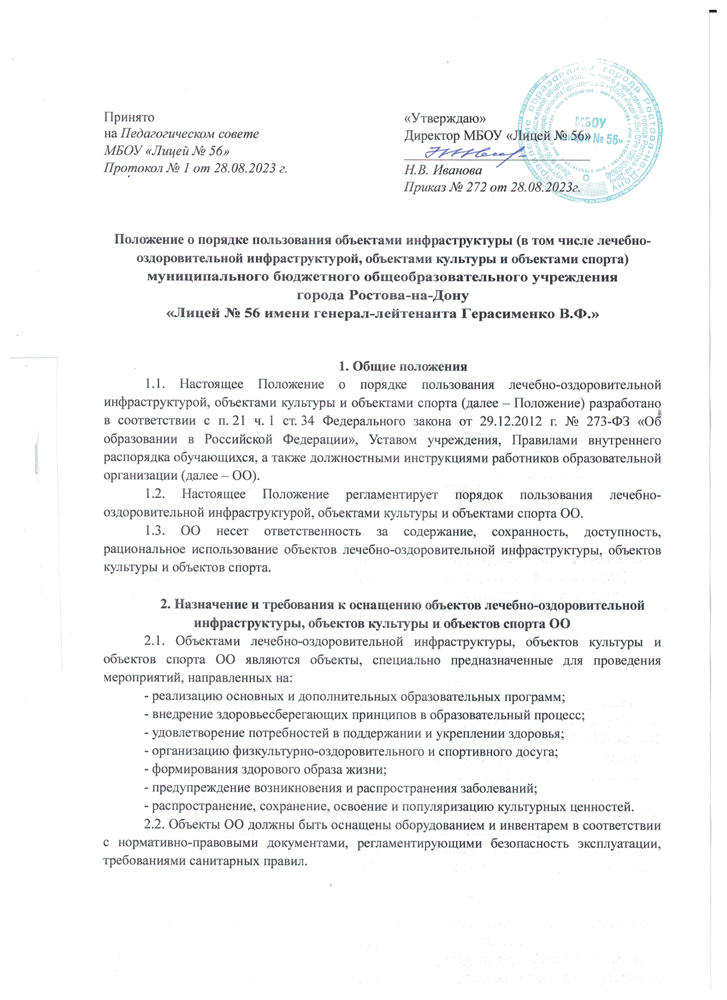 Принято
на Педагогическом совете
МБОУ «Лицей № 56»
Протокол № 1 от 28.08.2023 г.
«Утверждаю»
Директор МБОУ «Лицей № 56»
Н.В. Иванова
Приказ № 272 от 28.08.2023г.
МБОУ
«Лицей № 56»
Положение о порядке пользования объектами инфраструктуры (в том числе лечебно-
оздоровительной инфраструктурой, объектами культуры и объектами спорта)
муниципального бюджетного общеобразовательного учреждения
города Ростова-на-Дону
«Лицей № 56 имени генерал-лейтенанта Герасименко В.Ф.»
1. Общие положения
1.1. Настоящее Положение о порядке пользования лечебно-оздоровительной
инфраструктурой, объектами культуры и объектами спорта (далее – Положение) разработано
в соответствии с п. 21 ч. 1 ст. 34 Федерального закона от 29.12.2012 г. № 273-ФЗ «Об
образовании в Российской Федерации», Уставом учреждения, Правилами внутреннего
распорядка обучающихся, а также должностными инструкциями работников образовательной
организации (далее – ОО).
1.2. Настоящее Положение регламентирует порядок пользования лечебно-
оздоровительной инфраструктурой, объектами культуры и объектами спорта ОО.
1.3. ОО несет ответственность за содержание, сохранность, доступность,
рациональное использование объектов лечебно-оздоровительной инфраструктуры, объектов
культуры и объектов спорта.
2. Назначение и требования к оснащению объектов лечебно-оздоровительной
инфраструктуры, объектов культуры и объектов спорта ОО
2.1. Объектами лечебно-оздоровительной инфраструктуры, объектов культуры и
объектов спорта ОО являются объекты, специально предназначенные для проведения
мероприятий, направленных на:
- реализацию основных и дополнительных образовательных программ;
- внедрение здоровьесберегающих принципов в образовательный процесс;
- удовлетворение потребностей в поддержании и укреплении здоровья;
- организацию физкультурно-оздоровительного и спортивного досуга;
- формирования здорового образа жизни;
- предупреждение возникновения и распространения заболеваний;
- распространение, сохранение, освоение и популяризацию культурных ценностей.
2.2. Объекты ОО должны быть оснащены оборудованием и инвентарем в соответствии
с нормативно-правовыми документами, регламентирующими безопасность эксплуатации,
требованиями санитарных правил.